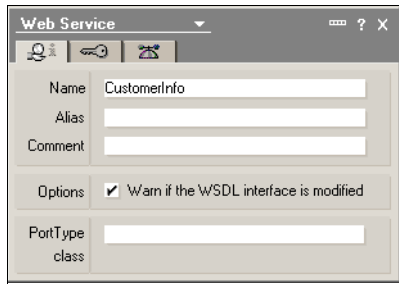 Web Service ? X
Name CustomerInfo
Alias
Comment
Options Warn if the WSDL interface is modified
PortType
class